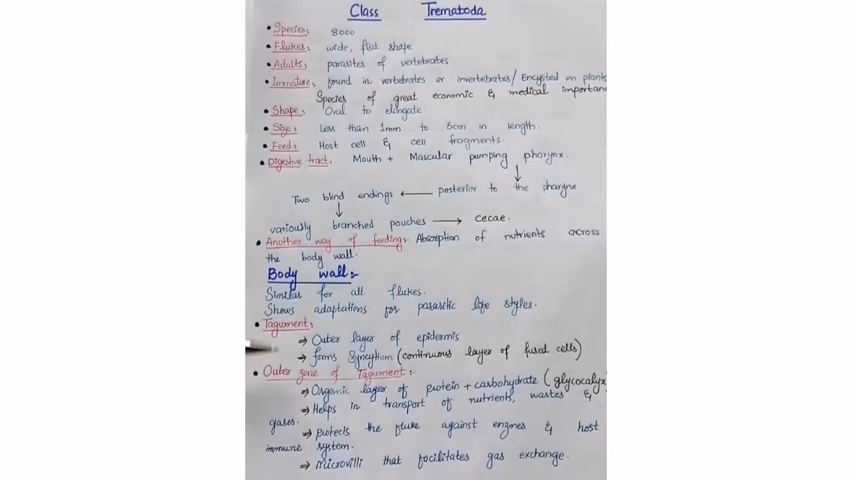 Class Trematoda
• Species: 8000
• Flukes: wide, flat shape
• Adults: parasites of vertebrates
• Immature: found in vertebrates or invertebrates/Encysted on plants
Species of great economic & medical importance
• Shape: Oval to elongate
• Size: Less than 1mm to 6cm in length.
• Feed: Host cell & cell fragments.
• Digestive tract: Mouth + Mascular pumping pharynx.
↓
Two blind endings ← posterior to the pharynx
↓
variously branched pouches → cecae.
• Another way of feeding: Absorption of nutrients across
the body wall.
Body wall:-
Similar for all flukes.
Shows adaptations for parasitic life styles.
• Tagument:
⇒ Outer layer of epidermis
⇒ forms Syncytium (continuous layer of fused cells)
• Outer zone of Tagument:-
⇒ Organic layer of protein + carbohydrate (glycocalyx)
⇒ Helps in transport of nutrients, wastes &
gases.
⇒ protects the fluke against enzmes & host
immune system.
⇒ Microvilli that facilitates gas exchange.